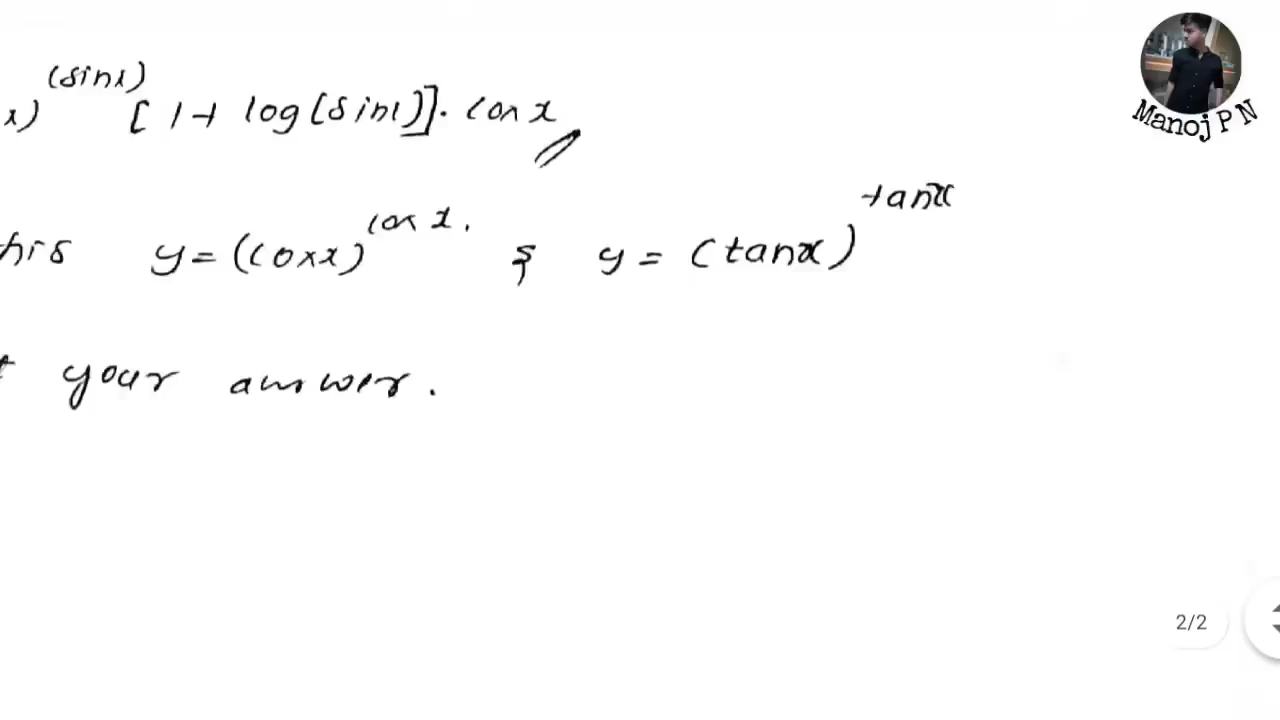 x)^(sinx) [1+ log(sinx)]. cosx
this y=(cosx)^cosx. & y = (tanx)^tanx
t your answer.
Manoj P N
2/2